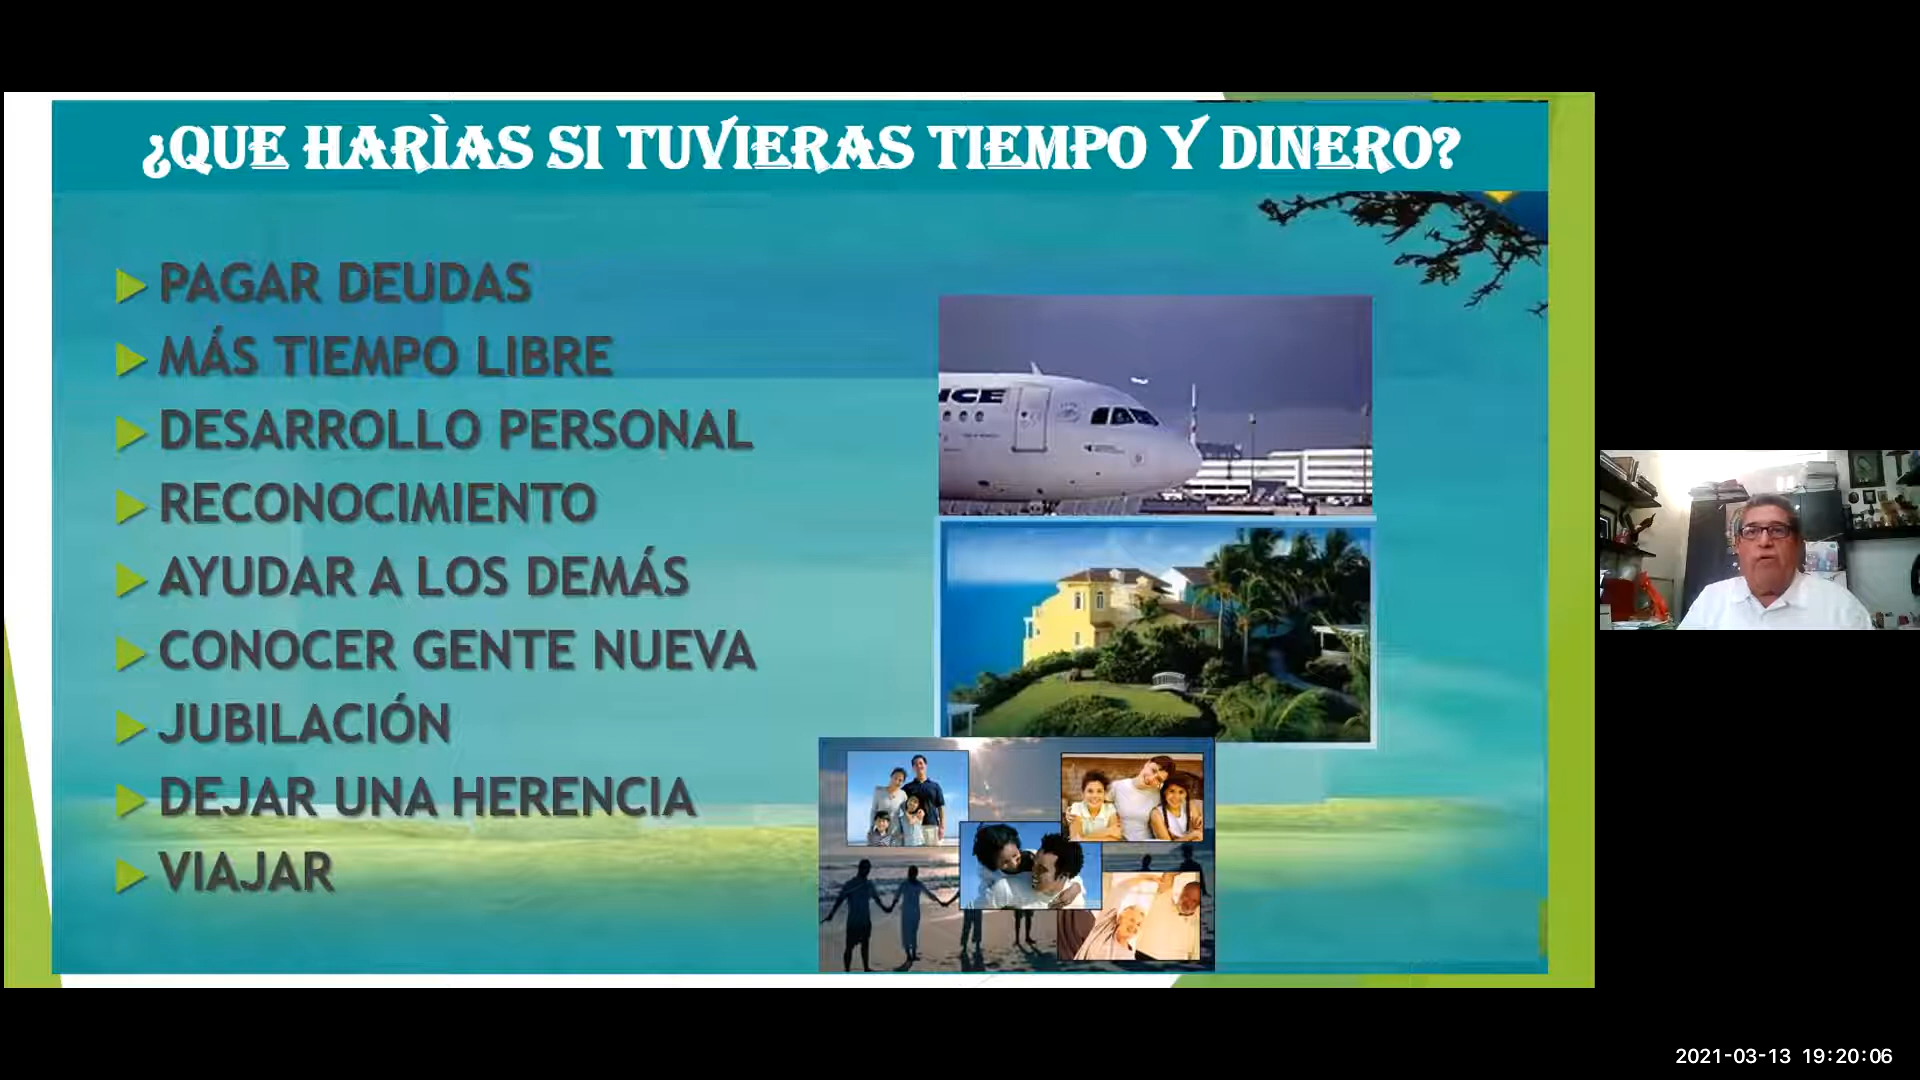 ¿QUE HARÌAS SI TUVIERAS TIEMPO Y DINERO?
PAGAR DEUDAS
MÁS TIEMPO LIBRE
DESARROLLO PERSONAL
RECONOCIMIENTO
AYUDAR A LOS DEMÁS
CONOCER GENTE NUEVA
JUBILACIÓN
DEJAR UNA HERENCIA
VIAJAR
NCE
2021-03-13 19:20:06